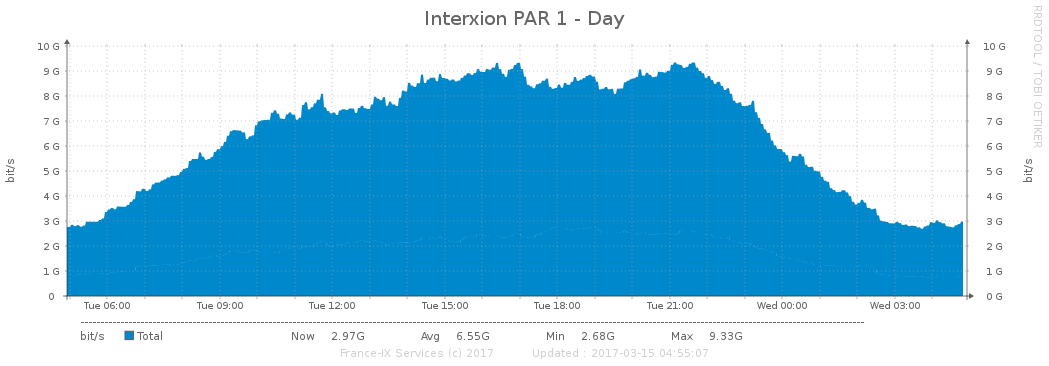 Interxion PAR 1 - Day
RRDTOOL / TOBI OETIKER
bit/s
10 G
9 G
8 G
7 G
6 G
5 G
4 G
3 G
2 G
1 G
0
10 G
9 G
8 G
7 G
6 G
5 G
4 G
3 G
2 G
1 G
0 G
bit/s
Tue 06:00 Tue 09:00 Tue 12:00 Tue 15:00 Tue 18:00 Tue 21:00 Wed 00:00 Wed 03:00
bit/s Total Now 2.97G Avg 6.55G Min 2.68G Max 9.33G
France-IX Services (c) 2017 Updated : 2017-03-15 04:55:07